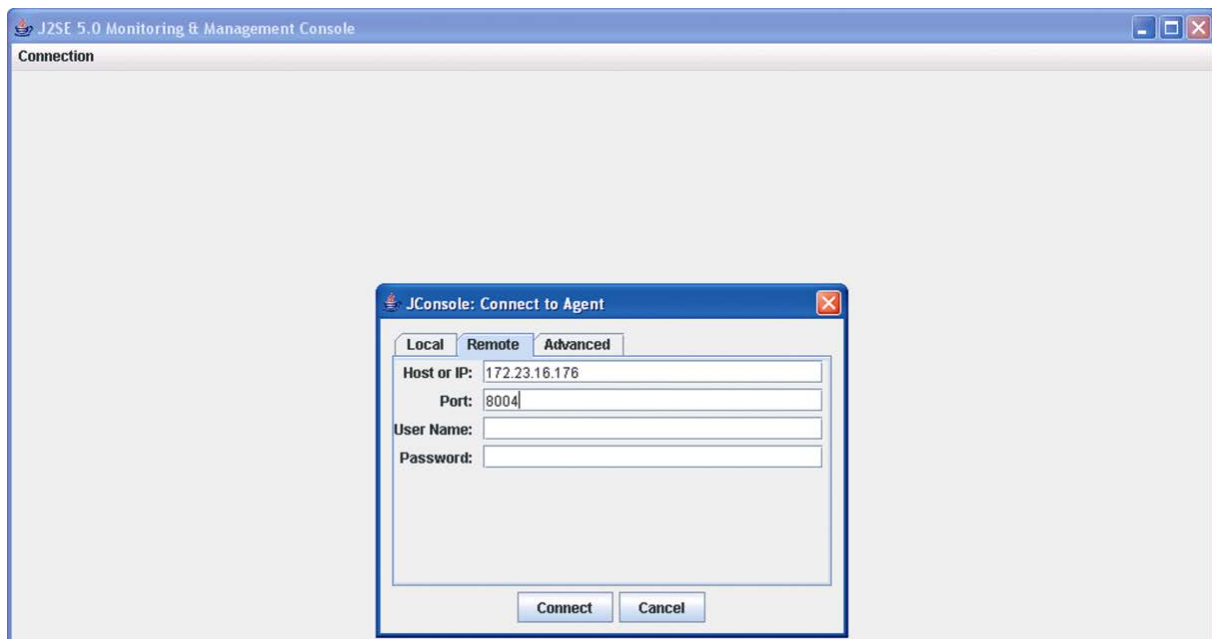 J2SE 5.0 Monitoring & Management Console
Connection
JConsole: Connect to Agent
Local Remote Advanced
Host or IP: 172.23.16.176
Port: 8004
User Name:
Password:
Connect Cancel